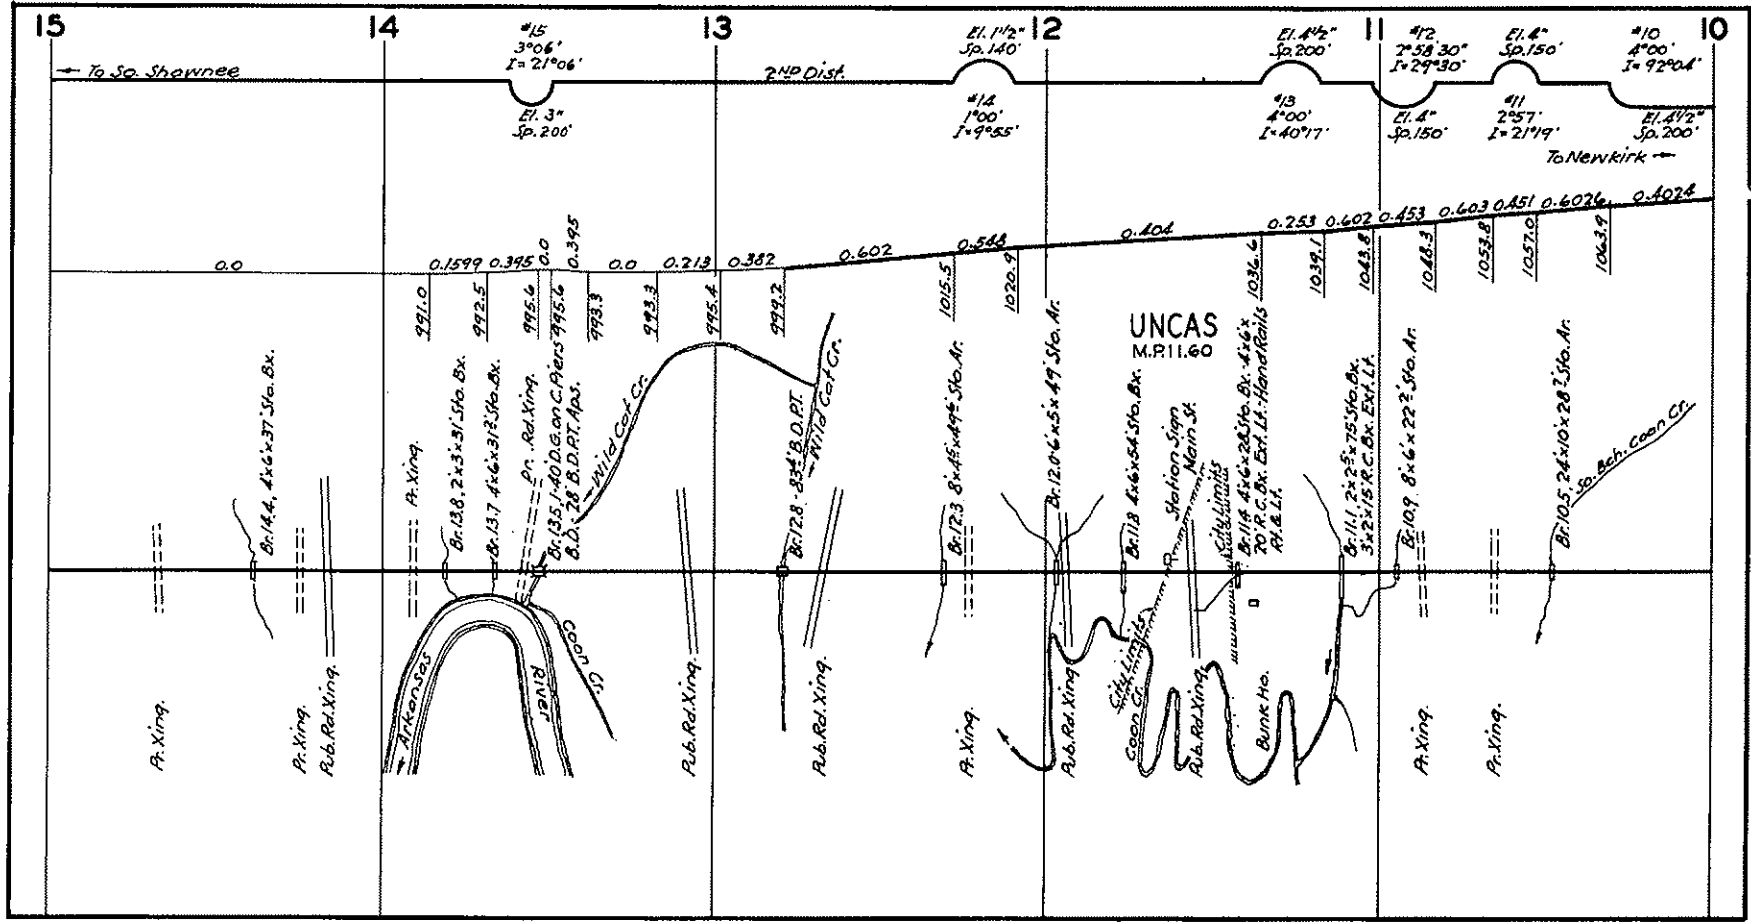 15
14
13
12
11
10
#15
3°06'
I=21°06'
El. 3"
Sp. 200'
El. 1½"
Sp. 140'
#14
1°00'
I=9°55'
El. 4½"
Sp. 200'
#13
4°00'
I=40°17'
#12
2°58'30"
I=29°30'
El. 4"
Sp. 150'
El. 4"
Sp. 150'
#11
2°57'
I=21°19'
#10
4°00'
I=92°04'
El. 4½"
Sp. 200'
← To So. Shawnee
2ND Dist.
To Newkirk →
0.0
0.1599
0.395
0.0
0.395
0.0
0.213
0.382
0.602
0.548
0.404
0.253
0.602
0.453
0.603
0.451
0.6026
0.4024
991.0
992.5
995.6
995.6
993.3
993.3
995.4
999.2
1015.5
1020.9
1036.6
1039.1
1043.8
1048.3
1053.8
1057.0
1063.9
UNCAS
M.P. 11.60
Br. 14.4, 4'x6'x37' Sto. Bx.
Pr. Xing.
Br. 13.8, 2'x3'x31' Sto. Bx.
Br. 13.7 4'x6'x31² Sto. Bx.
Pr. Rd. Xing.
Br. 13.5, 1-40' D.G. on C. Piers
B.D.-28' B.D.P.T. Aps.
Wild Cat Cr.
Br. 12.8 - 83⁴' B.D.P.T.
Wild Cat Cr.
Br. 12.3 8'x4⁵'x49⁶' Sto. Ar.
Br. 12.0 6'x5'x49' Sto. Ar.
Br. 11.8 4'x6'x54' Sto. Bx.
Station Sign
Main St.
City Limits
Br. 11.4 4'x6'x28' Sto. Bx. 4'x6'x
20' R.C. Bx. Ext. Lt. - Hand Rails
Rt. & Lt.
Br. 11.1, 2'x2⁵'x75' Sto. Bx.
3'x2'x15' R.C. Bx. Ext. Lt.
Br. 10.9 8'x6'x22²' Sto. Ar.
Br. 10.5 24'x10'x28⁷' Sto. Ar.
So. Bch. Coon Cr.
Pr. Xing.
Pr. Xing.
Pub. Rd. Xing.
Arkansas
River
Coon Cr.
Pub. Rd. Xing.
Pub. Rd. Xing.
Pr. Xing.
Pub. Rd. Xing.
City Limits
Coon Cr.
Pub. Rd. Xing.
Bunk Ho.
Pr. Xing.
Pr. Xing.